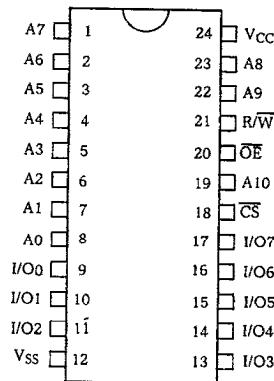 A7 1 24 VCC
A6 2 23 A8
A5 3 22 A9
A4 4 21 R/W̅
A3 5 20 O̅E̅
A2 6 19 A10
A1 7 18 C̅S̅
A0 8 17 I/O7
I/O0 9 16 I/O6
I/O1 10 15 I/O5
I/O2 11 14 I/O4
VSS 12 13 I/O3